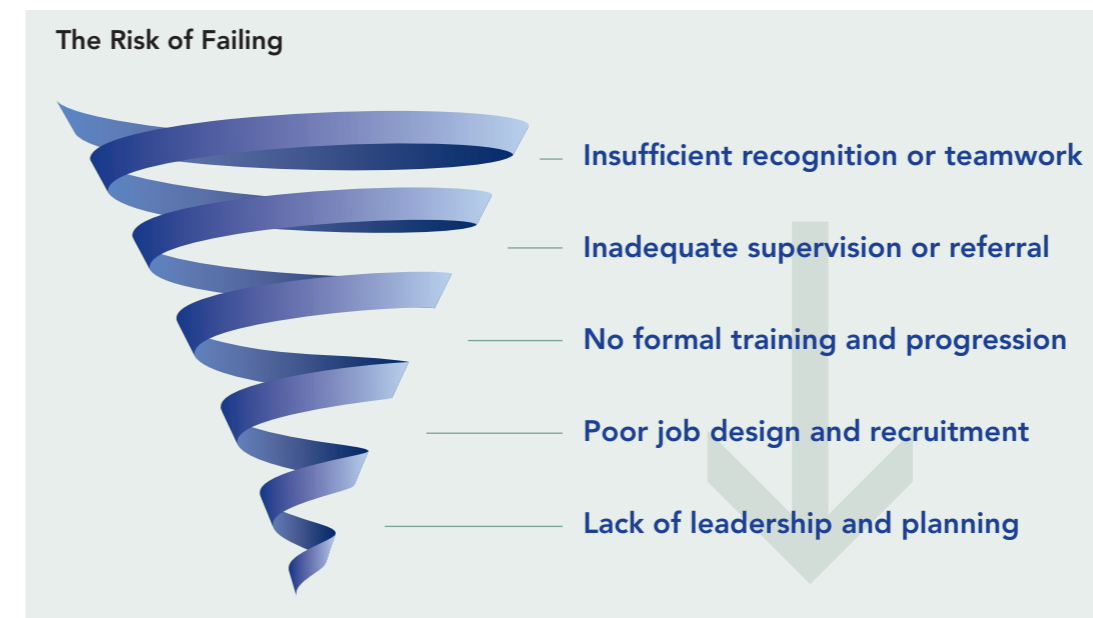 The Risk of Failing
Insufficient recognition or teamwork
Inadequate supervision or referral
No formal training and progression
Poor job design and recruitment
Lack of leadership and planning